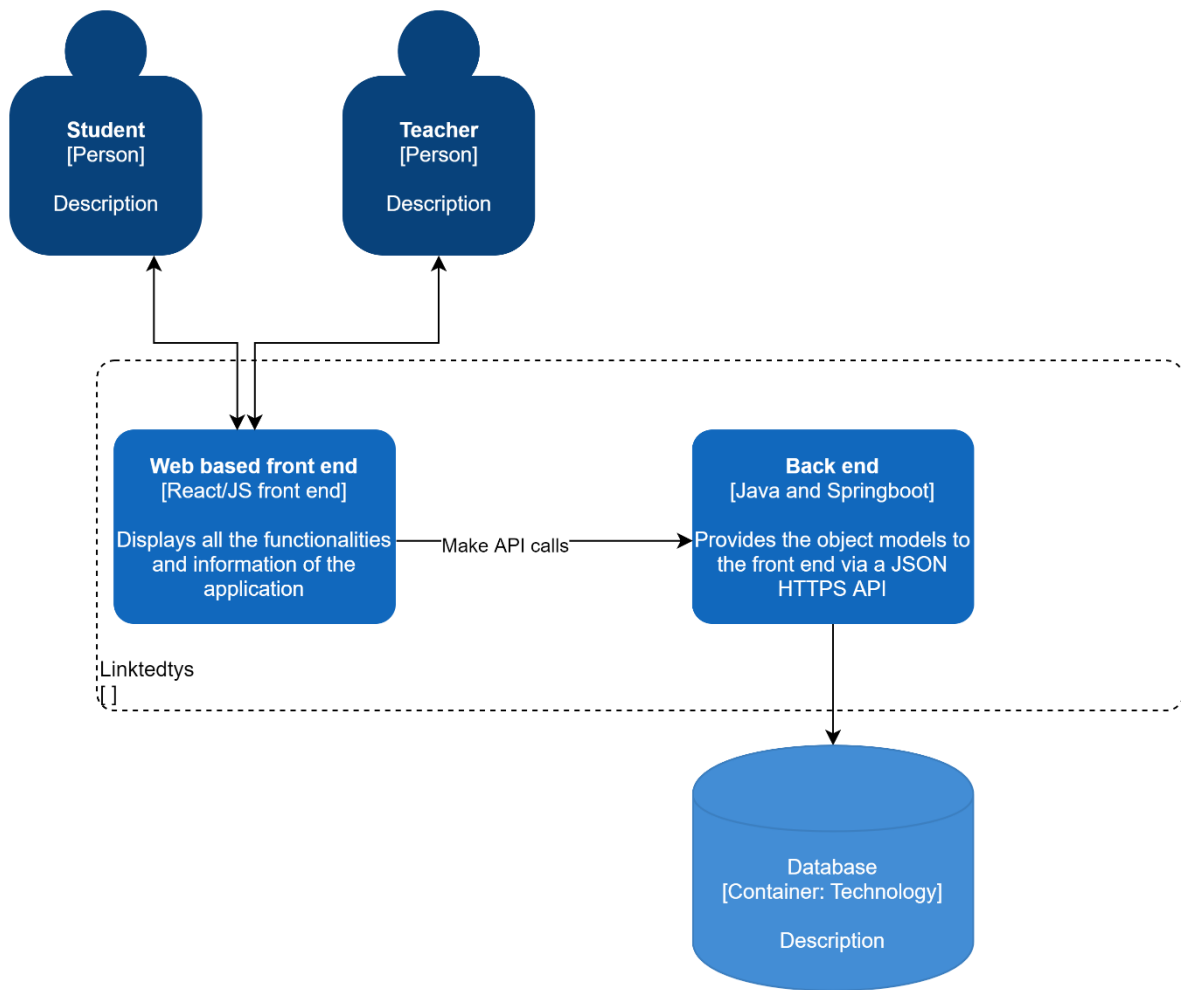 Student
[Person]
Description
Teacher
[Person]
Description
Web based front end
[React/JS front end]
Displays all the functionalities
and information of the
application
Make API calls
Back end
[Java and Springboot]
Provides the object models to
the front end via a JSON
HTTPS API
Linktedtys
[ ]
Database
[Container: Technology]
Description